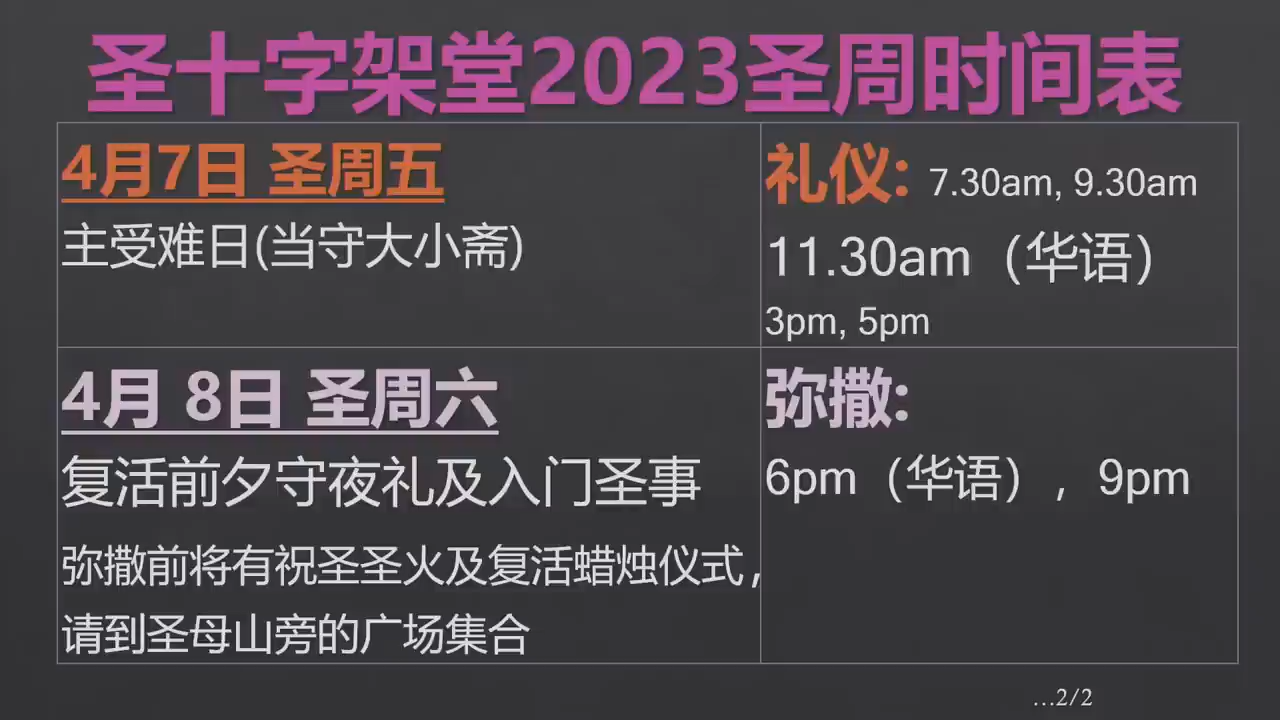 圣十字架堂2023圣周时间表
4月7日 圣周五
主受难日(当守大小斋)
礼仪: 7.30am, 9.30am
11.30am（华语）
3pm, 5pm
4月 8日 圣周六
复活前夕守夜礼及入门圣事
弥撒前将有祝圣圣火及复活蜡烛仪式，
请到圣母山旁的广场集合
弥撒:
6pm（华语），9pm
...2/2